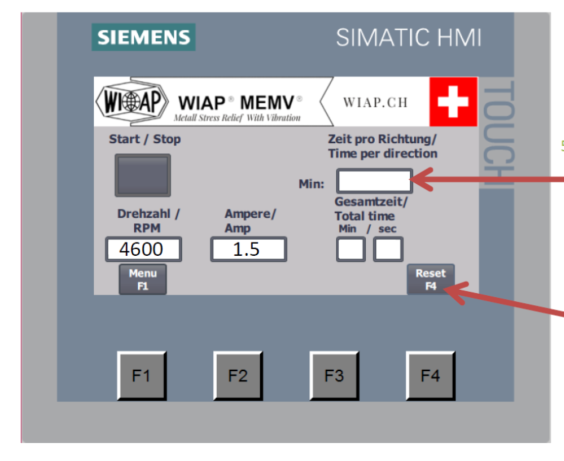 SIEMENS
SIMATIC HMI
WIAP
WIAP® MEMV®
Metall Stress Relief With Vibration
WIAP.CH
TOUCH
Start / Stop
Zeit pro Richtung/
Time per direction
Min:
Gesamtzeit/
Total time
Min / sec
Drehzahl /
RPM
4600
Ampere/
Amp
1.5
Menu
F1
Reset
F4
F1
F2
F3
F4
5